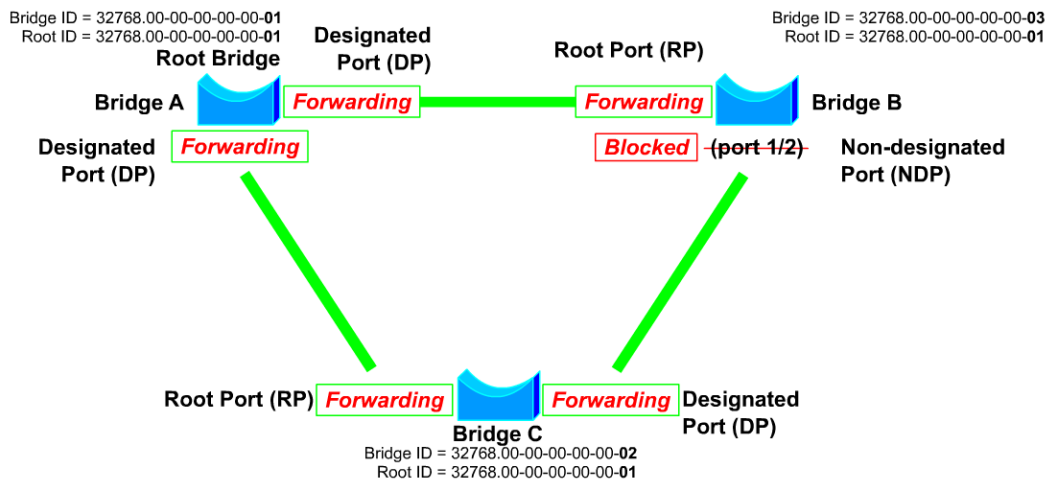 Bridge ID = 32768.00-00-00-00-00-01
Root ID = 32768.00-00-00-00-00-01
Root Bridge
Bridge A
Designated
Port (DP)
Forwarding
Root Port (RP)
Forwarding
Bridge ID = 32768.00-00-00-00-00-03
Root ID = 32768.00-00-00-00-00-01
Bridge B
Designated
Port (DP)
Forwarding
Blocked
(port 1/2)
Non-designated
Port (NDP)
Root Port (RP)
Forwarding
Forwarding
Designated
Port (DP)
Bridge C
Bridge ID = 32768.00-00-00-00-00-02
Root ID = 32768.00-00-00-00-00-01